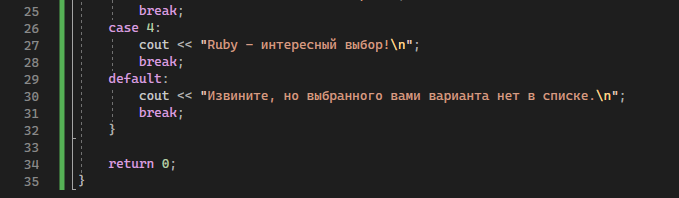 25 break;
26 case 4:
27 cout << "Ruby – интересный выбор!\n";
28 break;
29 default:
30 cout << "Извините, но выбранного вами варианта нет в списке.\n";
31 break;
32 }
33
34 return 0;
35 }